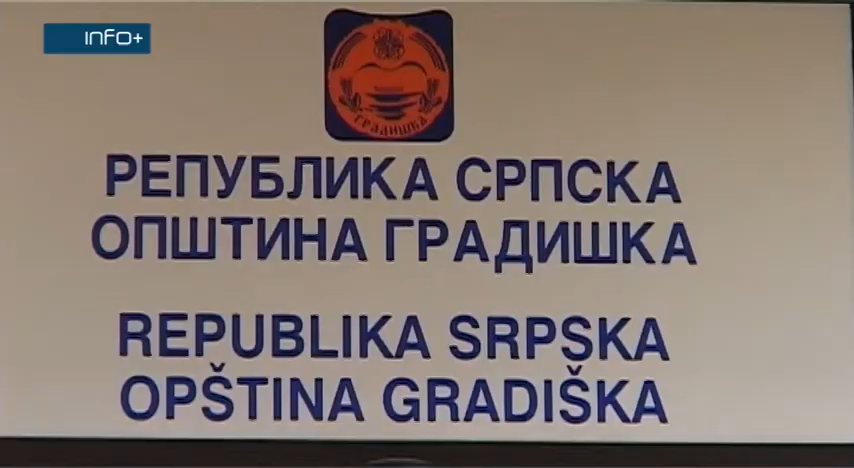 INFO+
ГРАДИШКА
РЕПУБЛИКА СРПСКА
ОПШТИНА ГРАДИШКА
REPUBLIKA SRPSKA
OPŠTINA GRADIŠKA